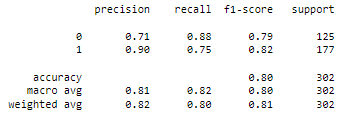 precision recall f1-score support
0 0.71 0.88 0.79 125
1 0.90 0.75 0.82 177
accuracy 0.80 302
macro avg 0.81 0.82 0.80 302
weighted avg 0.82 0.80 0.81 302